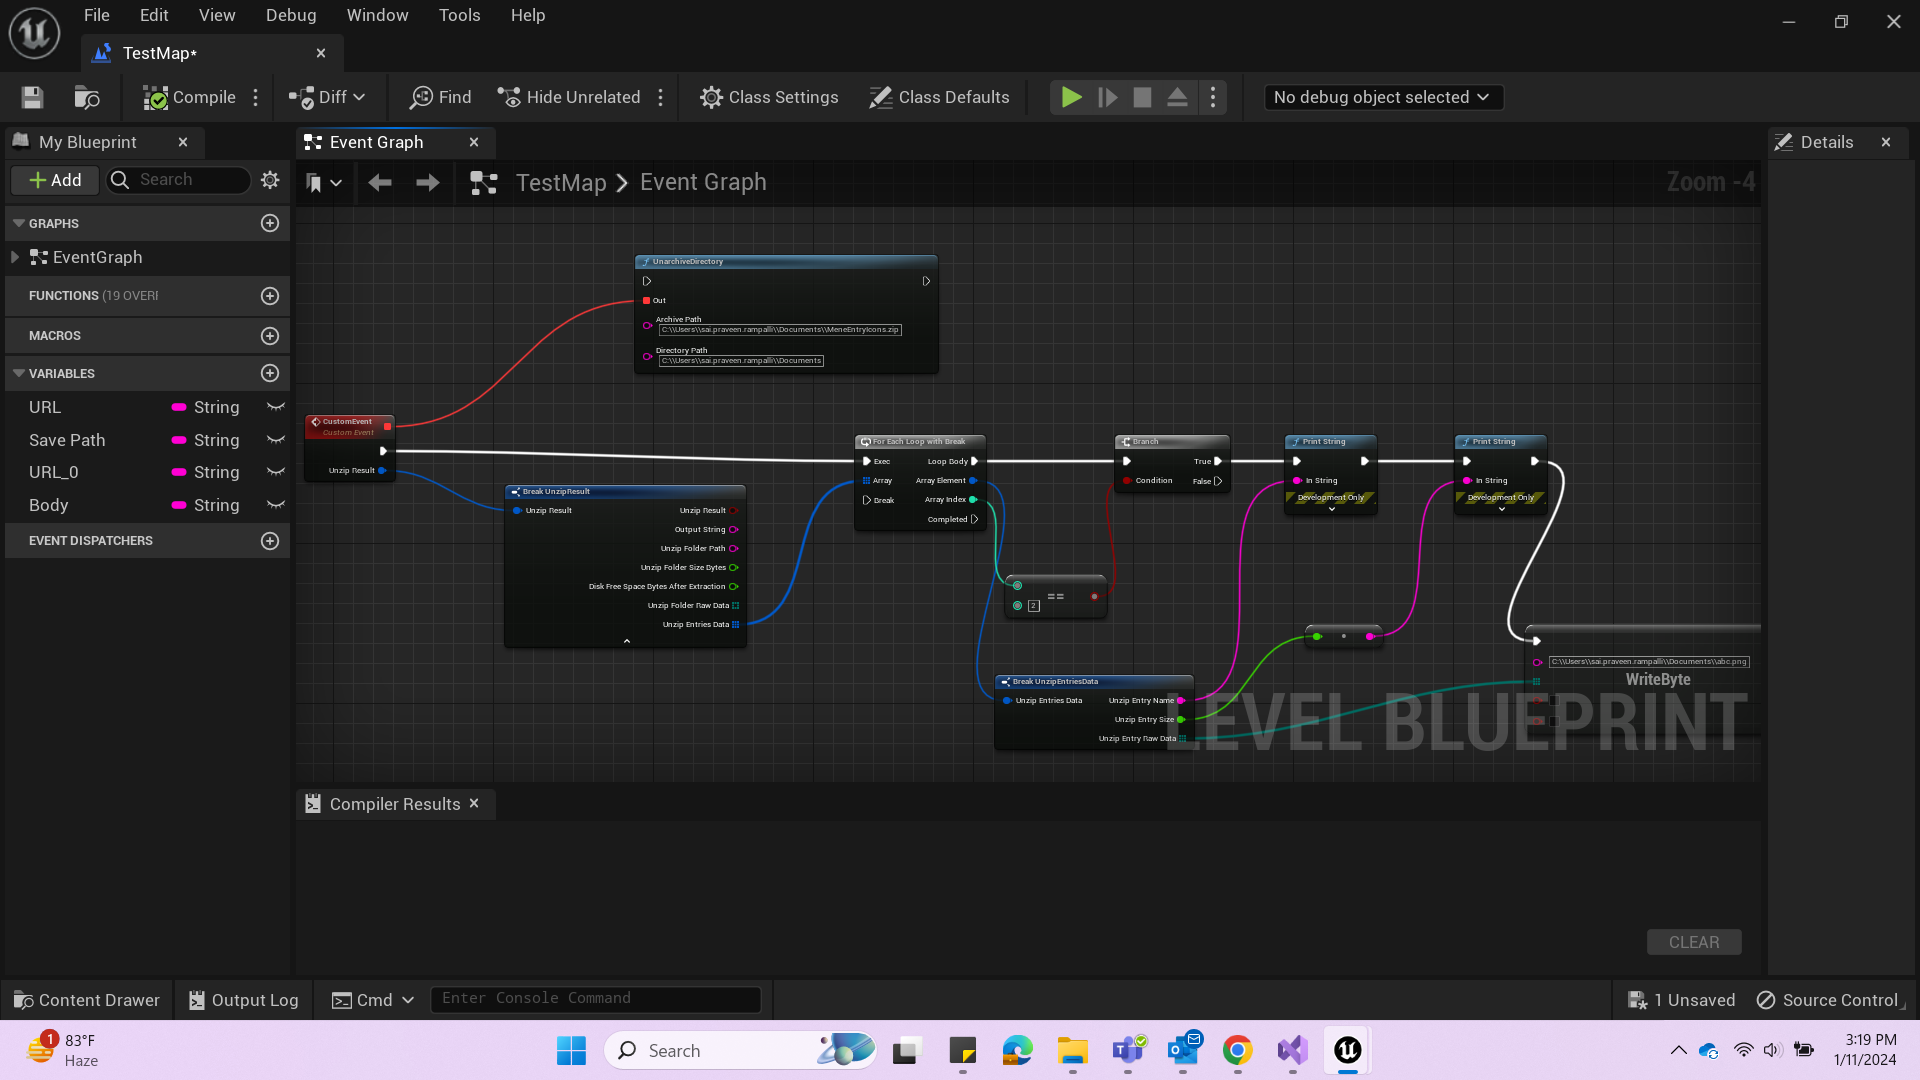 File Edit View Debug Window Tools Help
TestMap*
Compile Diff Find Hide Unrelated Class Settings Class Defaults No debug object selected
My Blueprint
Event Graph
Details
Add Search
TestMap > Event Graph
Zoom -4
GRAPHS
EventGraph
FUNCTIONS (19 OVERI
MACROS
VARIABLES
URL String
Save Path String
URL_0 String
Body String
EVENT DISPATCHERS
UnarchiveDirectory
Out
Archive Path
C:\\Users\\sai.praveen.rampalli\\Documents\\MeneEntryIcons.zip
Directory Path
C:\\Users\\sai.praveen.rampalli\\Documents
CustomEvent
Custom Event
Unzip Result
Break UnzipResult
Unzip Result Unzip Result
Output String
Unzip Folder Path
Unzip Folder Size Bytes
Disk Free Space Bytes After Extraction
Unzip Folder Raw Data
Unzip Entries Data
For Each Loop with Break
Exec Loop Body
Array Array Element
Break Array Index
Completed
==
2
Branch
True
Condition False
Print String
In String
Development Only
Print String
In String
Development Only
Break UnzipEntriesData
Unzip Entries Data Unzip Entry Name
Unzip Entry Size
Unzip Entry Raw Data
C:\\Users\\sai.praveen.rampalli\\Documents\\abc.png
WriteByte
LEVEL BLUEPRINT
Compiler Results
CLEAR
Content Drawer Output Log Cmd Enter Console Command 1 Unsaved Source Control
1
83°F
Haze
Search
3:19 PM
1/11/2024